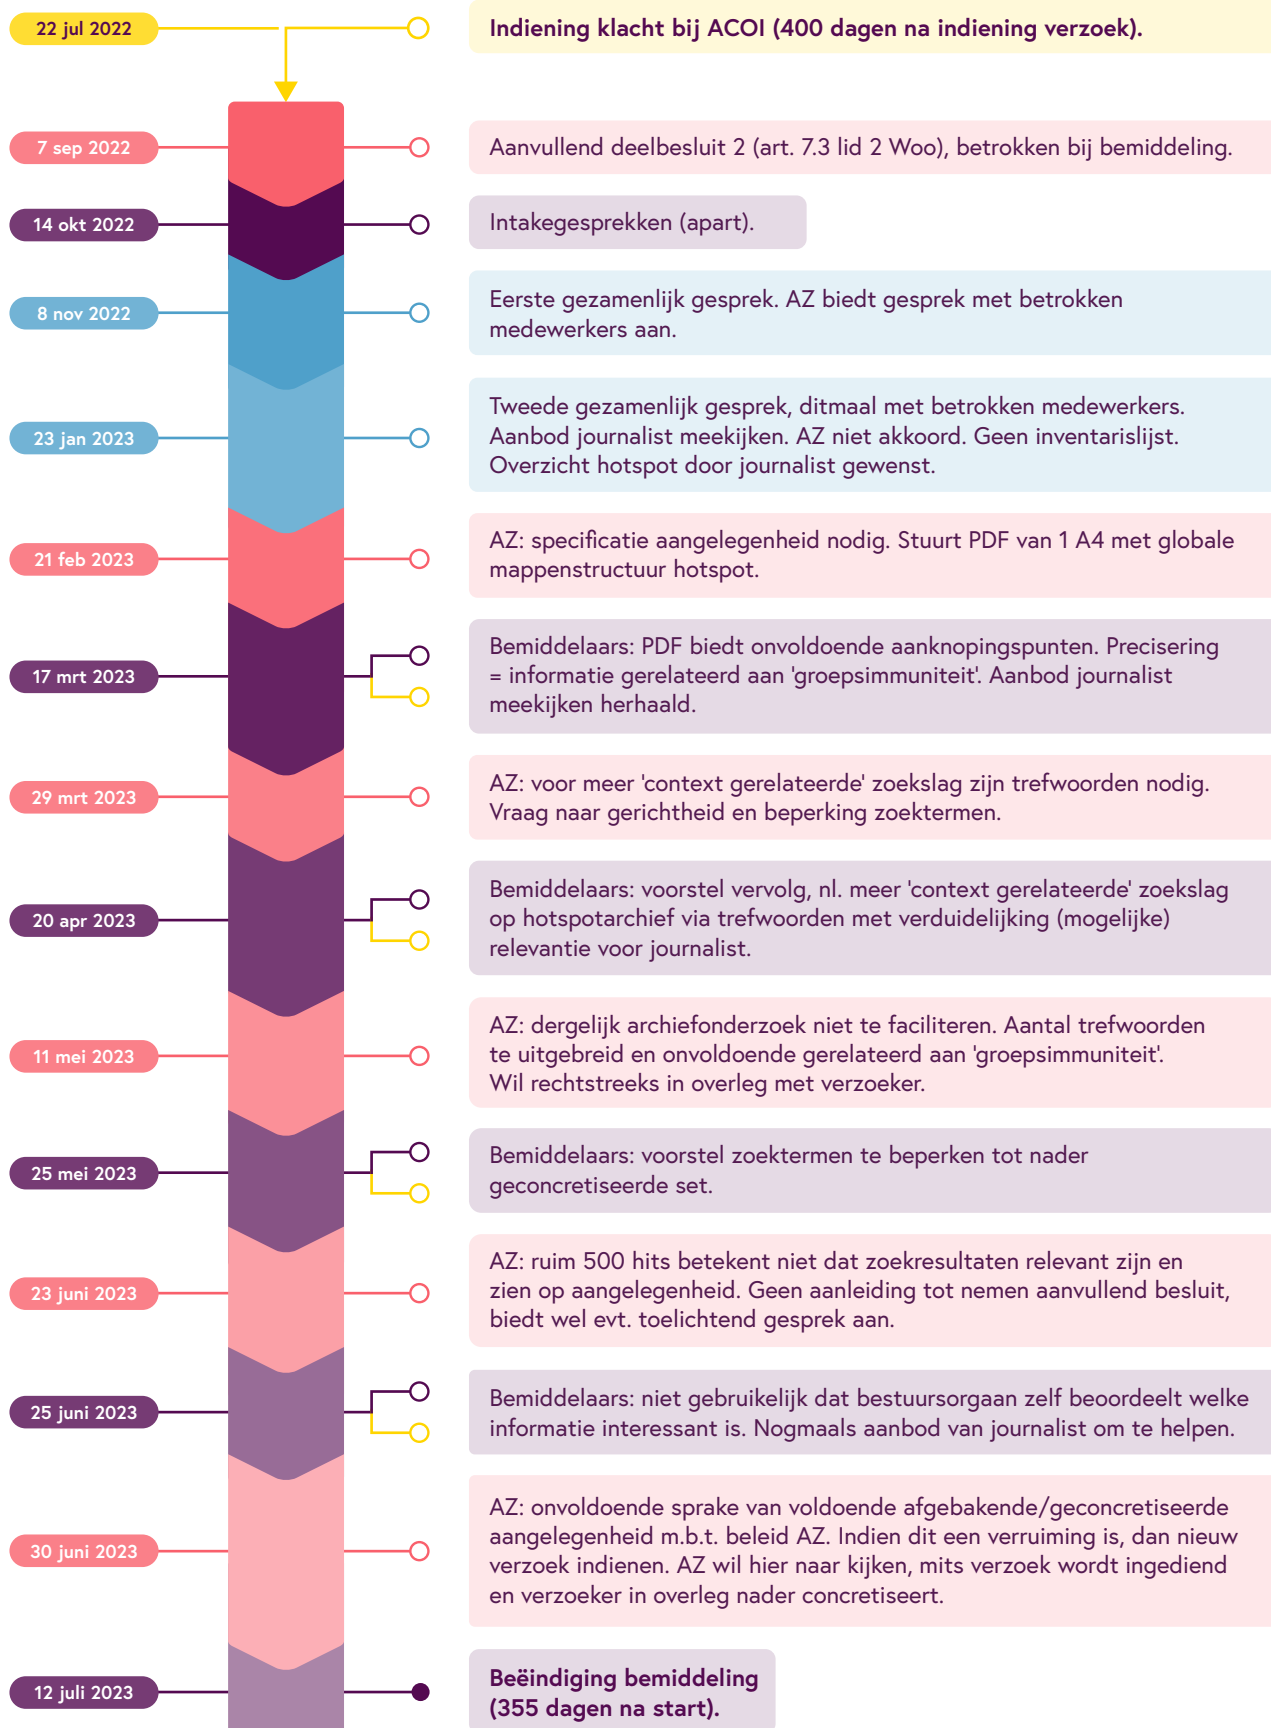 22 jul 2022
Indiening klacht bij ACOI (400 dagen na indiening verzoek).
7 sep 2022
Aanvullend deelbesluit 2 (art. 7.3 lid 2 Woo), betrokken bij bemiddeling.
14 okt 2022
Intakegesprekken (apart).
8 nov 2022
Eerste gezamenlijk gesprek. AZ biedt gesprek met betrokken
medewerkers aan.
23 jan 2023
Tweede gezamenlijk gesprek, ditmaal met betrokken medewerkers.
Aanbod journalist meekijken. AZ niet akkoord. Geen inventarislijst.
Overzicht hotspot door journalist gewenst.
21 feb 2023
AZ: specificatie aangelegenheid nodig. Stuurt PDF van 1 A4 met globale
mappenstructuur hotspot.
17 mrt 2023
Bemiddelaars: PDF biedt onvoldoende aanknopingspunten. Precisering
= informatie gerelateerd aan 'groepsimmuniteit'. Aanbod journalist
meekijken herhaald.
29 mrt 2023
AZ: voor meer 'context gerelateerde' zoekslag zijn trefwoorden nodig.
Vraag naar gerichtheid en beperking zoektermen.
20 apr 2023
Bemiddelaars: voorstel vervolg, nl. meer 'context gerelateerde' zoekslag
op hotspotarchief via trefwoorden met verduidelijking (mogelijke)
relevantie voor journalist.
11 mei 2023
AZ: dergelijk archiefonderzoek niet te faciliteren. Aantal trefwoorden
te uitgebreid en onvoldoende gerelateerd aan 'groepsimmuniteit'.
Wil rechtstreeks in overleg met verzoeker.
25 mei 2023
Bemiddelaars: voorstel zoektermen te beperken tot nader
geconcretiseerde set.
23 juni 2023
AZ: ruim 500 hits betekent niet dat zoekresultaten relevant zijn en
zien op aangelegenheid. Geen aanleiding tot nemen aanvullend besluit,
biedt wel evt. toelichtend gesprek aan.
25 juni 2023
Bemiddelaars: niet gebruikelijk dat bestuursorgaan zelf beoordeelt welke
informatie interessant is. Nogmaals aanbod van journalist om te helpen.
30 juni 2023
AZ: onvoldoende sprake van voldoende afgebakende/geconcretiseerde
aangelegenheid m.b.t. beleid AZ. Indien dit een verruiming is, dan nieuw
verzoek indienen. AZ wil hier naar kijken, mits verzoek wordt ingediend
en verzoeker in overleg nader concretiseert.
12 juli 2023
Beëindiging bemiddeling
(355 dagen na start).